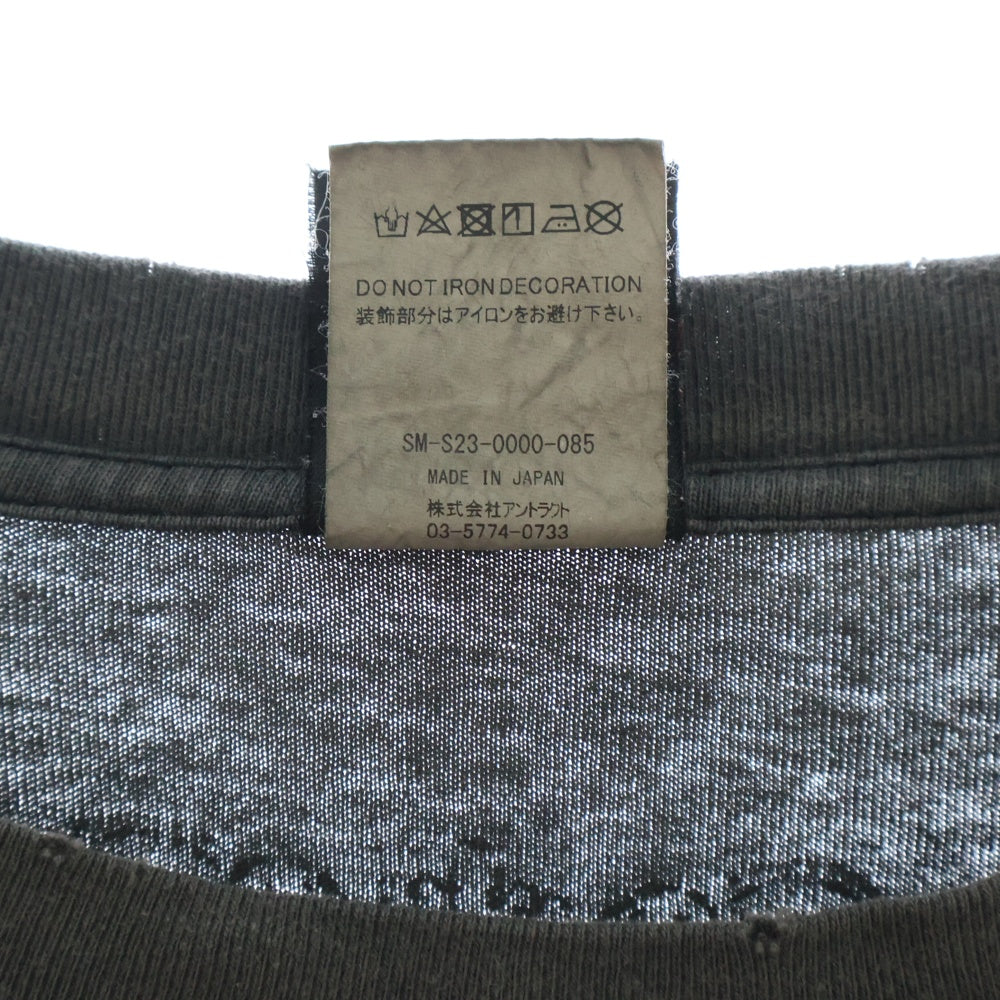 DO NOT IRON DECORATION
装飾部分はアイロンをお避け下さい。
SM-S23-0000-085
MADE IN JAPAN
株式会社アントラクト
03-5774-0733